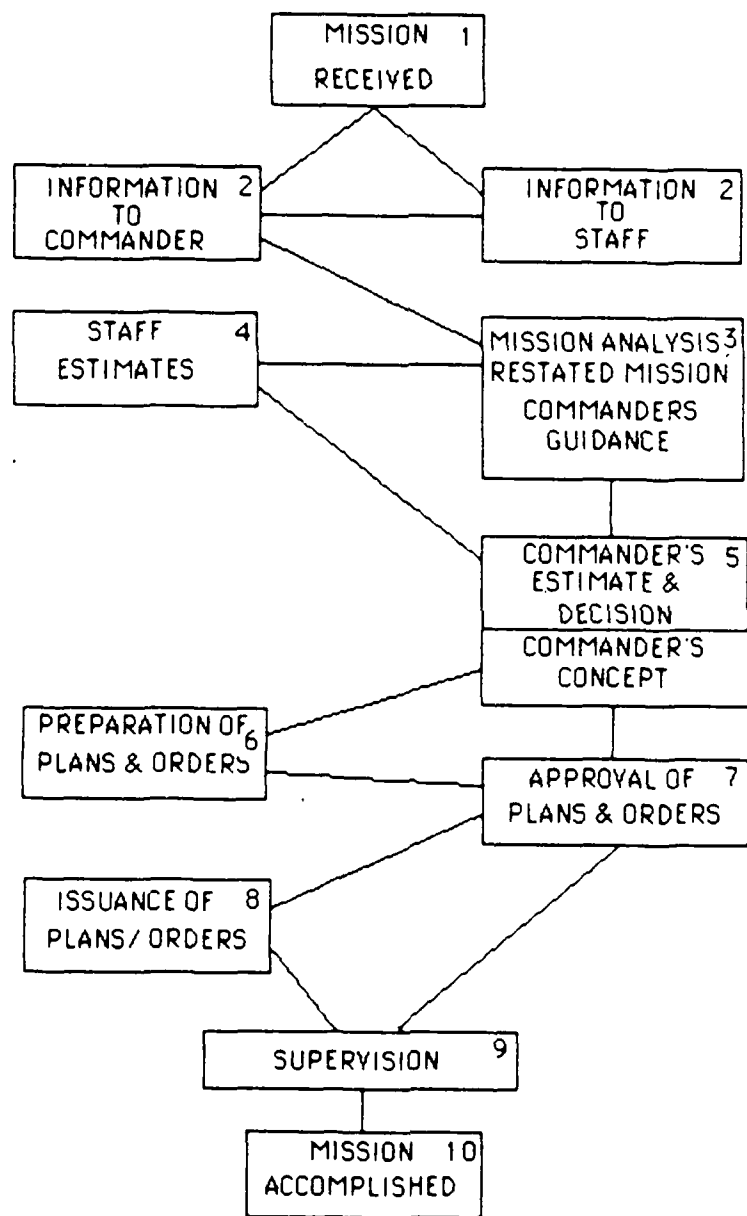 MISSION 1
RECEIVED
INFORMATION 2
TO
COMMANDER
INFORMATION 2
TO
STAFF
STAFF 4
ESTIMATES
MISSION ANALYSIS 3
RESTATED MISSION
COMMANDERS
GUIDANCE
COMMANDER'S 5
ESTIMATE &
DECISION
COMMANDER'S
CONCEPT
PREPARATION OF 6
PLANS & ORDERS
APPROVAL OF 7
PLANS & ORDERS
ISSUANCE OF 8
PLANS/ ORDERS
SUPERVISION 9
MISSION 10
ACCOMPLISHED